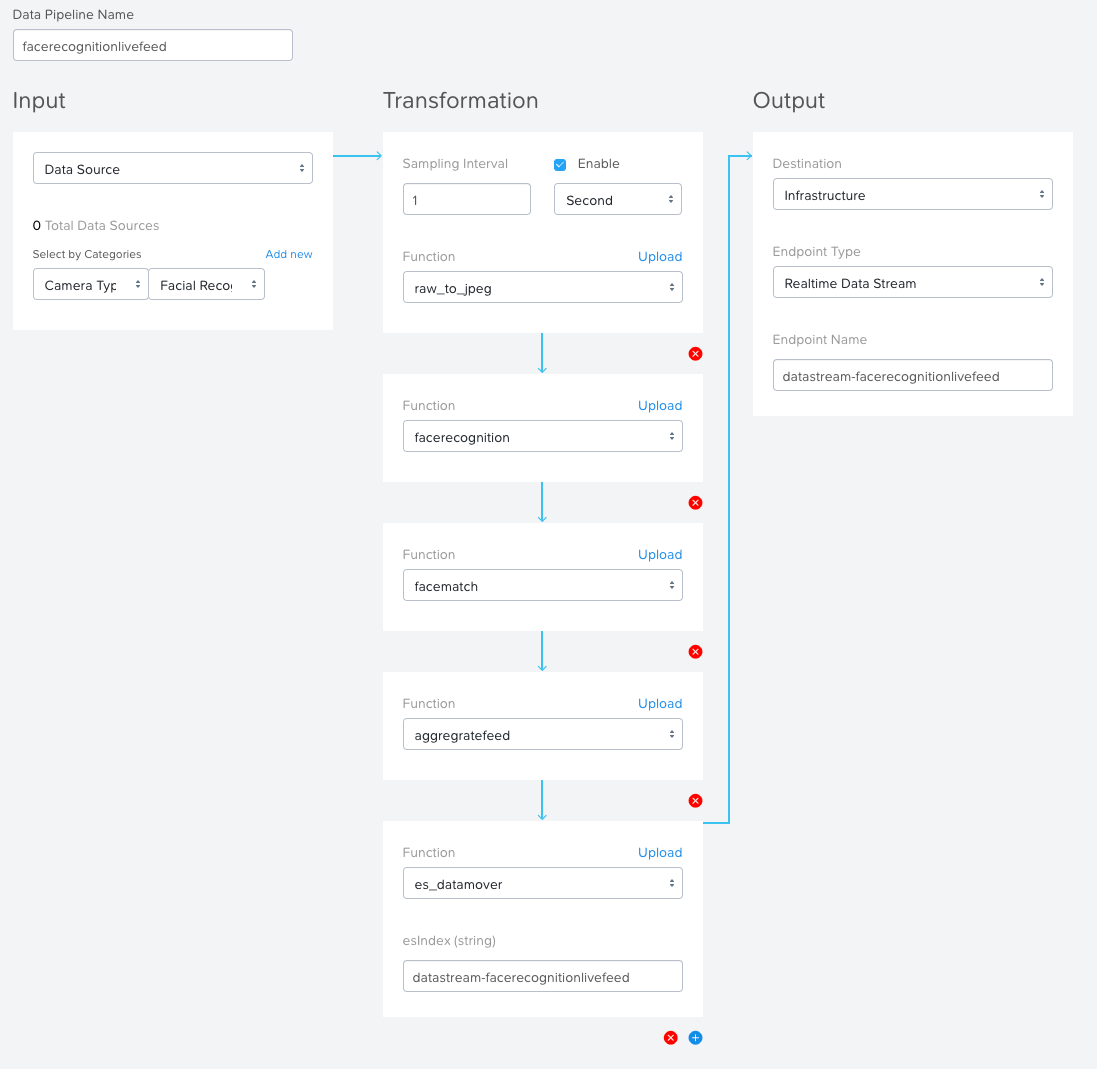 Data Pipeline Name
facerecognitionlivefeed
Input
Data Source
0 Total Data Sources
Select by Categories Add new
Camera Typ Facial Reco
Transformation
Sampling Interval Enable
1 Second
Function Upload
raw_to_jpeg
Function Upload
facerecognition
Function Upload
facematch
Function Upload
aggregratefeed
Function Upload
es_datamover
esIndex (string)
datastream-facerecognitionlivefeed
Output
Destination
Infrastructure
Endpoint Type
Realtime Data Stream
Endpoint Name
datastream-facerecognitionlivefeed